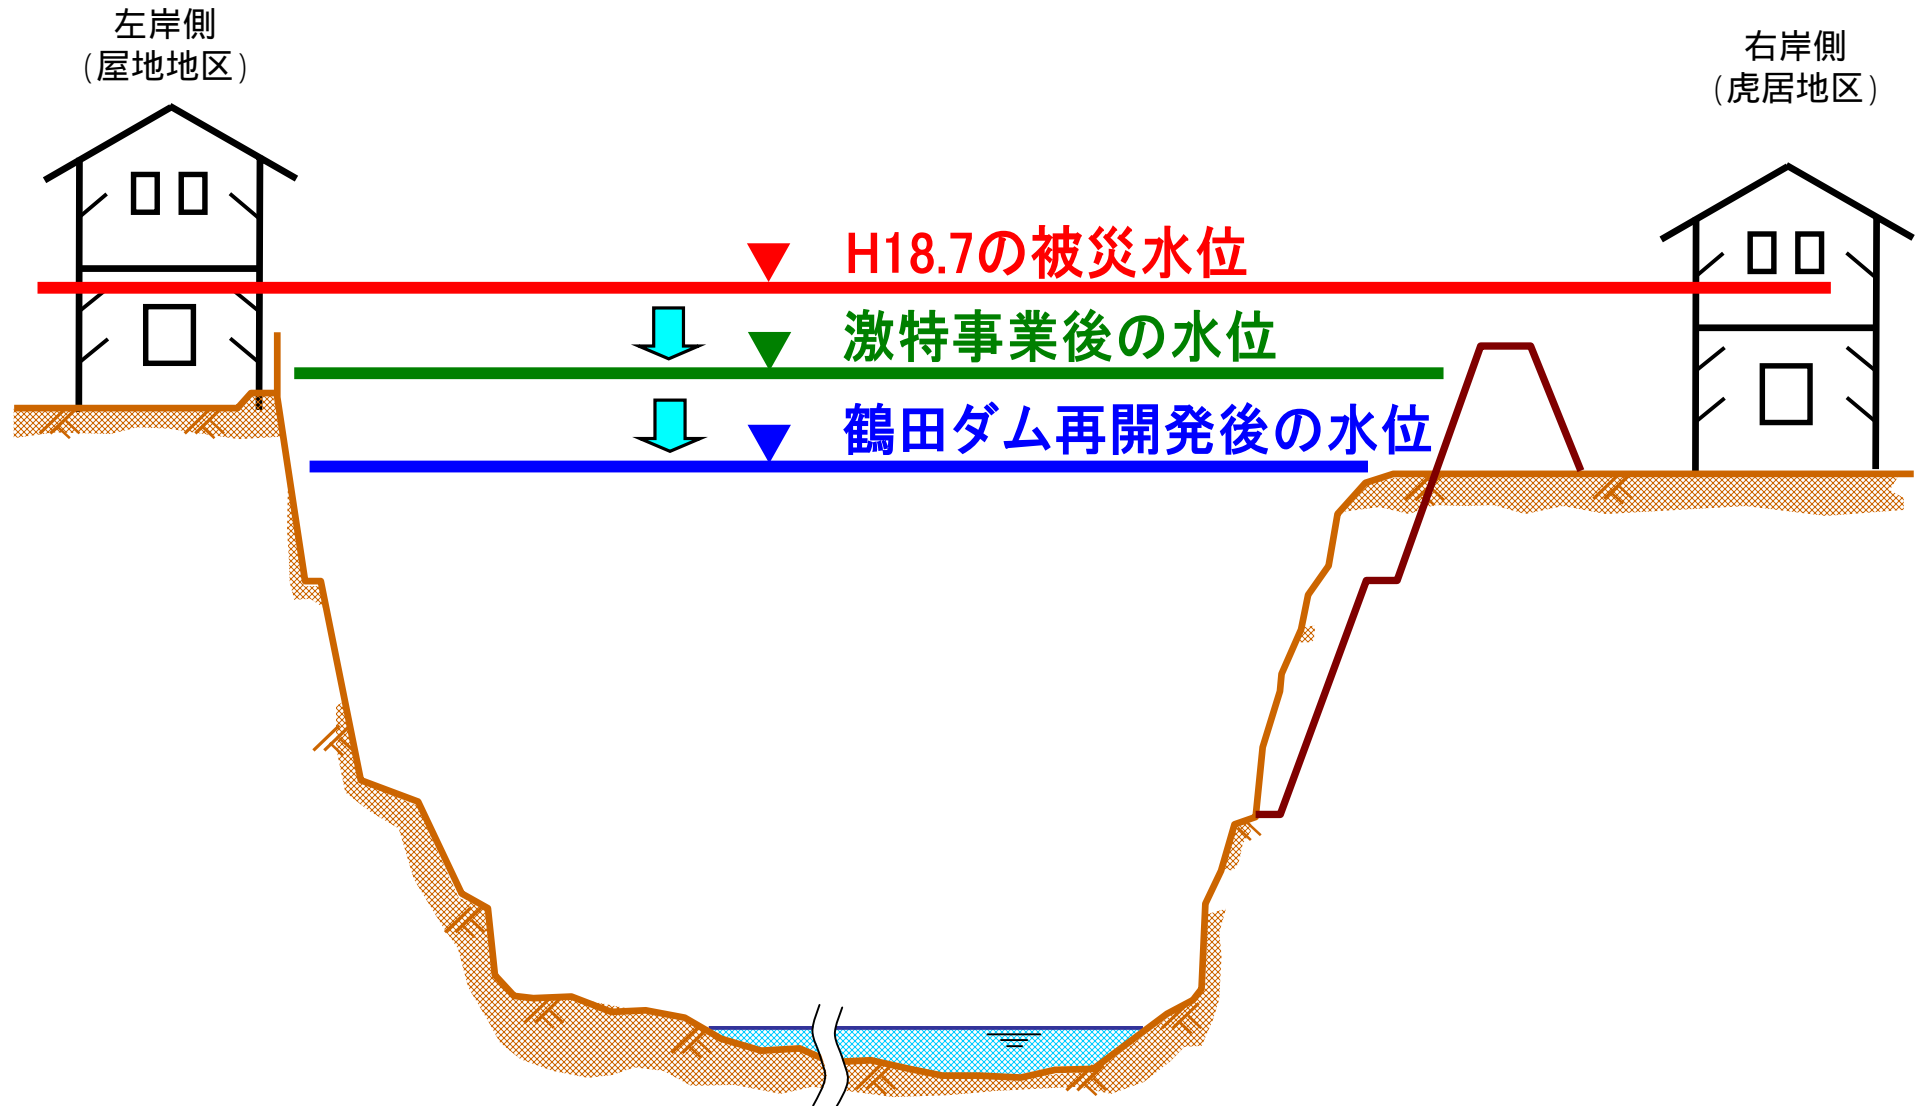 左岸側
(屋地地区)
右岸側
(虎居地区)
H18.7の被災水位
激特事業後の水位
鶴田ダム再開発後の水位